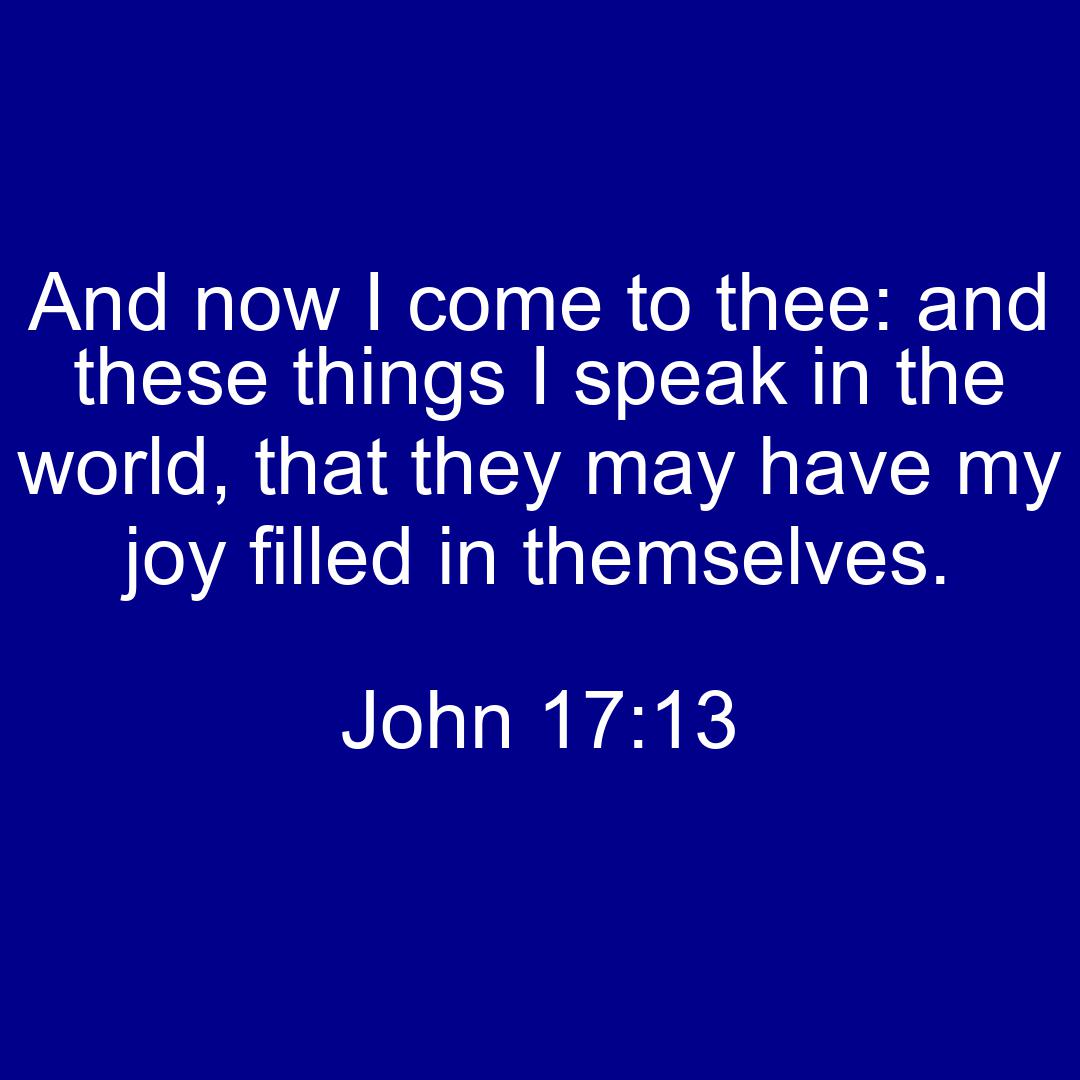 And now I come to thee: and
these things I speak in the
world, that they may have my
joy filled in themselves.
John 17:13